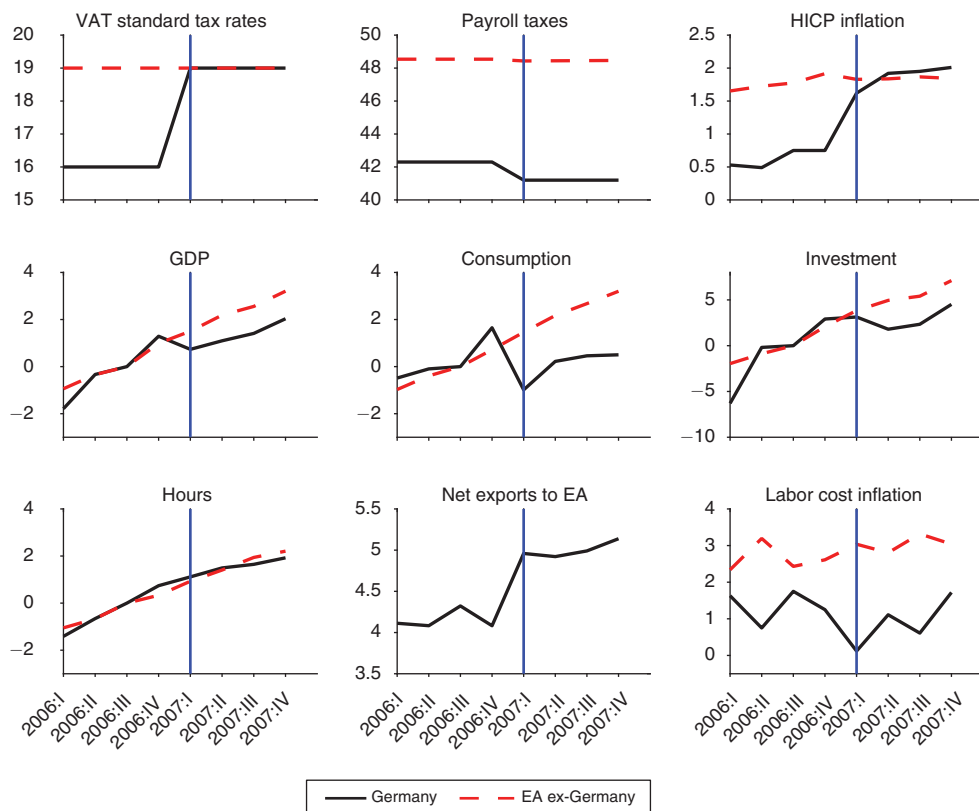 VAT standard tax rates
20
19
18
17
16
15
Payroll taxes
50
48
46
44
42
40
HICP inflation
2.5
2
1.5
1
0.5
0
GDP
4
2
0
−2
Consumption
4
2
0
−2
Investment
5
0
−5
−10
Hours
4
2
0
−2
2006:I
2006:II
2006:III
2006:IV
2007:I
2007:II
2007:III
2007:IV
Net exports to EA
5.5
5
4.5
4
3.5
2006:I
2006:II
2006:III
2006:IV
2007:I
2007:II
2007:III
2007:IV
Labor cost inflation
4
3
2
1
0
2006:I
2006:II
2006:III
2006:IV
2007:I
2007:II
2007:III
2007:IV
Germany EA ex-Germany